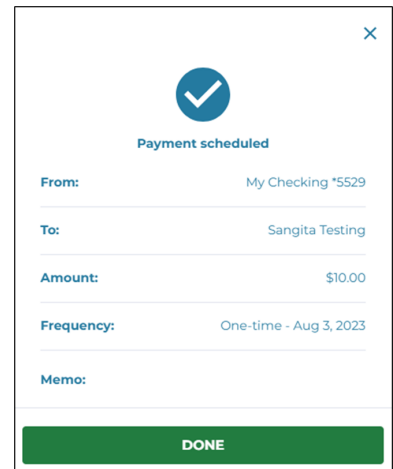 Payment scheduled
From: My Checking *5529
To: Sangita Testing
Amount: $10.00
Frequency: One-time - Aug 3, 2023
Memo:
DONE